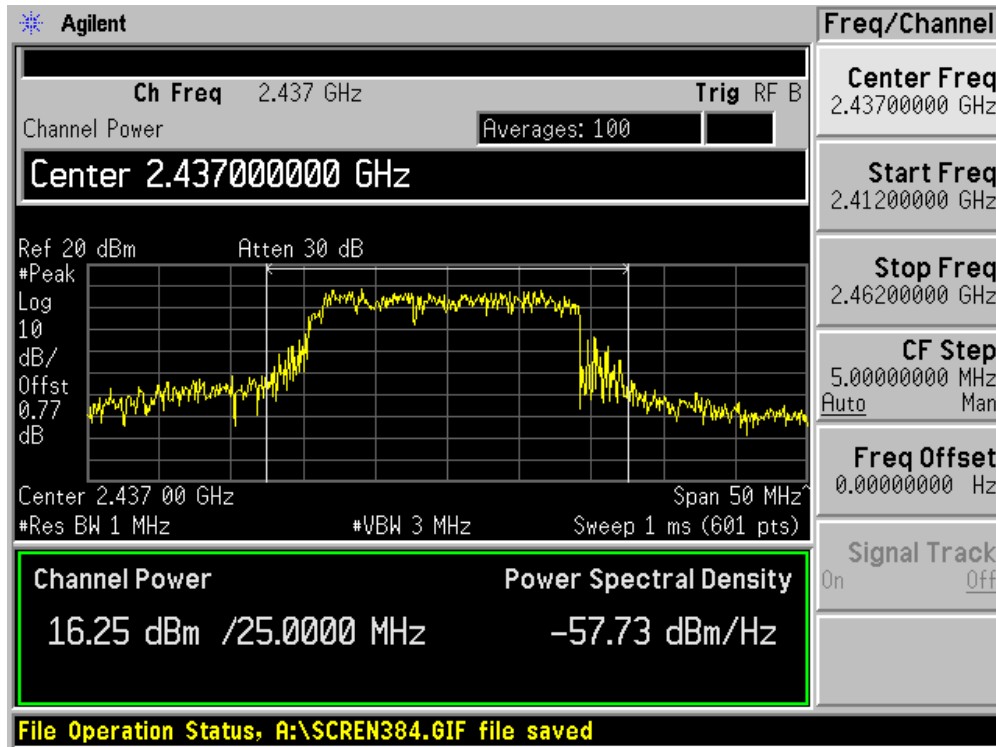 Agilent
Freq/Channel
Ch Freq 2.437 GHz
Trig RF B
Channel Power
Averages: 100
Center 2.437000000 GHz
Ref 20 dBm
Atten 30 dB
#Peak
Log
10
dB/
Offst
0.77
dB
Center 2.437 00 GHz
Span 50 MHz^
#Res BW 1 MHz
#VBW 3 MHz
Sweep 1 ms (601 pts)
Channel Power
Power Spectral Density
16.25 dBm /25.0000 MHz
-57.73 dBm/Hz
File Operation Status, A:\SCREN384.GIF file saved
Center Freq
2.43700000 GHz
Start Freq
2.41200000 GHz
Stop Freq
2.46200000 GHz
CF Step
5.00000000 MHz
Auto Man
Freq Offset
0.00000000 Hz
Signal Track
On Off